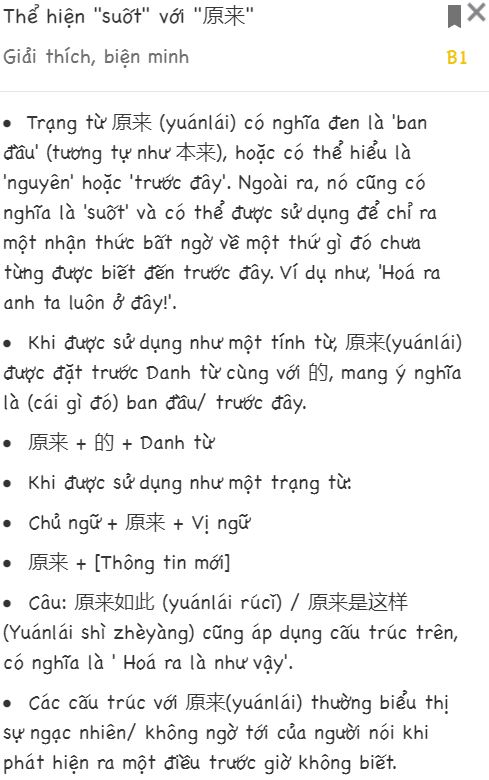 Thể hiện "suốt" với "原来"
Giải thích, biện minh
B1
• Trạng từ 原来 (yuánlái) có nghĩa đen là 'ban
đầu' (tương tự như 本来), hoặc có thể hiểu là
'nguyên' hoặc 'trước đây'. Ngoài ra, nó cũng có
nghĩa là 'suốt' và có thể được sử dụng để chỉ ra
một nhận thức bất ngờ về một thứ gì đó chưa
từng được biết đến trước đây. Ví dụ như, 'Hoá ra
anh ta luôn ở đây!'.
• Khi được sử dụng như một tính từ, 原来(yuánlái)
được đặt trước Danh từ cùng với 的, mang ý nghĩa
là (cái gì đó) ban đầu/ trước đây.
• 原来 + 的 + Danh từ
• Khi được sử dụng như một trạng từ:
• Chủ ngữ + 原来 + Vị ngữ
• 原来 + [Thông tin mới]
• Câu: 原来如此 (yuánlái rúcǐ) / 原来是这样
(Yuánlái shì zhèyàng) cũng áp dụng cấu trúc trên,
có nghĩa là ' Hoá ra là như vậy'.
• Các cấu trúc với 原来(yuánlái) thường biểu thị
sự ngạc nhiên/ không ngờ tới của người nói khi
phát hiện ra một điều trước giờ không biết.